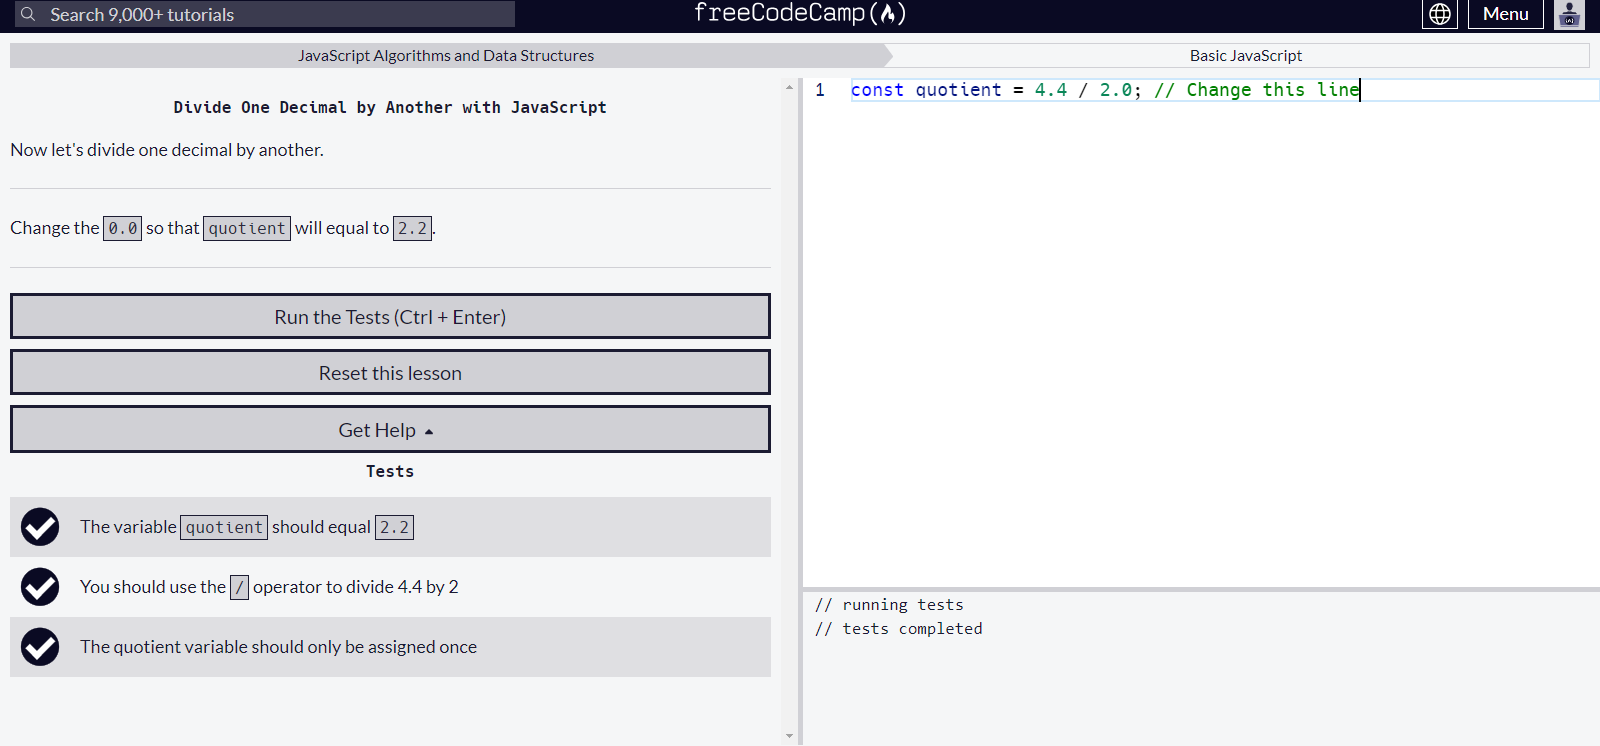 Search 9,000+ tutorials
freeCodeCamp(🔥)
Menu
JavaScript Algorithms and Data Structures
Basic JavaScript
Divide One Decimal by Another with JavaScript
Now let's divide one decimal by another.
Change the 0.0 so that quotient will equal to 2.2.
Run the Tests (Ctrl + Enter)
Reset this lesson
Get Help
Tests
The variable quotient should equal 2.2
You should use the / operator to divide 4.4 by 2
The quotient variable should only be assigned once
1 const quotient = 4.4 / 2.0; // Change this line
// running tests
// tests completed